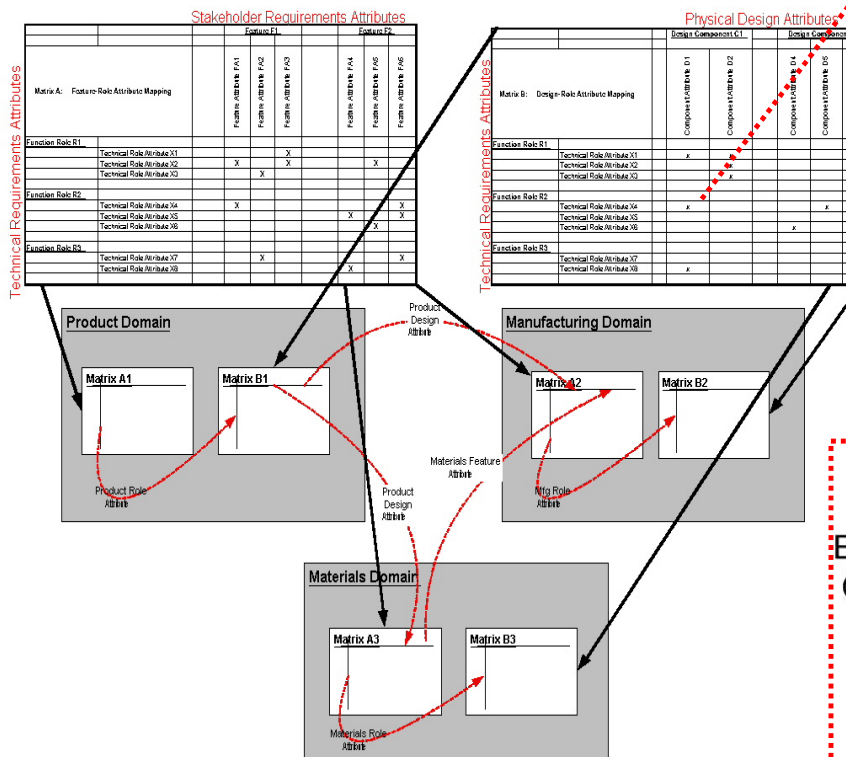 Stakeholder Requirements Attributes
Technical Requirements Attributes
Feature F1
Feature F2
Matrix A: Feature-Role Attribute Mapping
Feature Attribute FA1
Feature Attribute FA2
Feature Attribute FA3
Feature Attribute FA4
Feature Attribute FA5
Feature Attribute FA6
Function Role R1
Technical Role Attribute X1
X
Technical Role Attribute X2
X X X
Technical Role Attribute X3
X
Function Role R2
Technical Role Attribute X4
X X
Technical Role Attribute X5
X X
Technical Role Attribute X6
X
Function Role R3
Technical Role Attribute X7
X X
Technical Role Attribute X8
X
Physical Design Attributes
Technical Requirements Attributes
Design Component C1
Design Component
Matrix B: Design-Role Attribute Mapping
Component Attribute D1
Component Attribute D2
Component Attribute D4
Component Attribute D5
Function Role R1
Technical Role Attribute X1
x x
Technical Role Attribute X2
x
Technical Role Attribute X3
x
Function Role R2
Technical Role Attribute X4
x x
Technical Role Attribute X5
Technical Role Attribute X6
x
Function Role R3
Technical Role Attribute X7
Technical Role Attribute X8
x
Product Domain
Matrix A1
Matrix B1
Product Role
Attribute
Product
Design
Attribute
Manufacturing Domain
Matrix A2
Matrix B2
Mfg Role
Attribute
Materials Feature
Attribute
Product
Design
Attribute
Materials Domain
Matrix A3
Matrix B3
Materials Role
Attribute